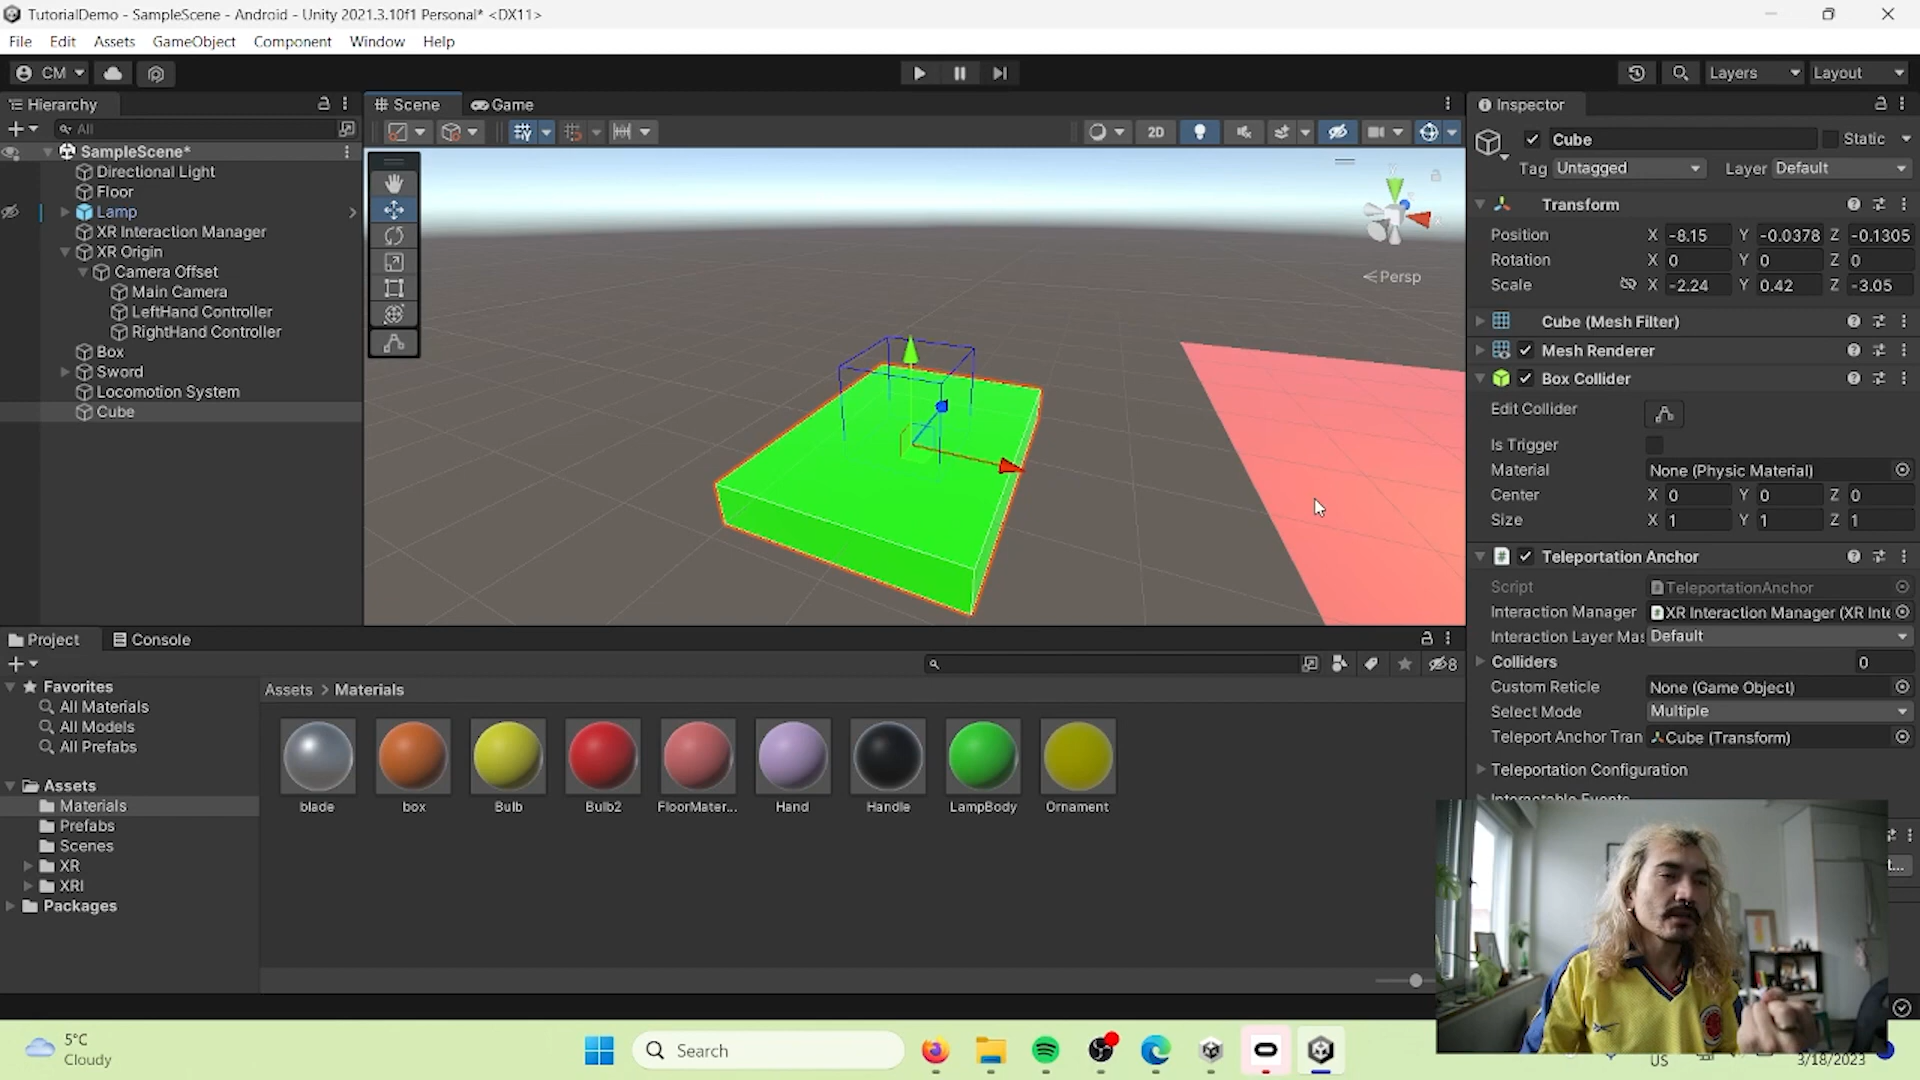 TutorialDemo - SampleScene - Android - Unity 2021.3.10f1 Personal* <DX11>
File Edit Assets GameObject Component Window Help
CM
Layers Layout
Hierarchy
Scene Game
Inspector
All
2D
SampleScene*
Directional Light
Floor
Lamp
XR Interaction Manager
XR Origin
Camera Offset
Main Camera
LeftHand Controller
RightHand Controller
Box
Sword
Locomotion System
Cube
Persp
Cube Static
Tag Untagged Layer Default
Transform
Position X -8.15 Y -0.0378 Z -0.1305
Rotation X 0 Y 0 Z 0
Scale X -2.24 Y 0.42 Z -3.05
Cube (Mesh Filter)
Mesh Renderer
Box Collider
Edit Collider
Is Trigger
Material None (Physic Material)
Center X 0 Y 0 Z 0
Size X 1 Y 1 Z 1
Teleportation Anchor
Script TeleportationAnchor
Interaction Manager XR Interaction Manager (XR Inte
Interaction Layer Mas Default
Colliders 0
Custom Reticle None (Game Object)
Select Mode Multiple
Teleport Anchor Tran Cube (Transform)
Teleportation Configuration
Interactable Events
Project Console
8
Favorites
All Materials
All Models
All Prefabs
Assets
Materials
Prefabs
Scenes
XR
XRI
Packages
Assets > Materials
blade box Bulb Bulb2 FloorMater... Hand Handle LampBody Ornament
5°C
Cloudy
Search
US
3/18/2023